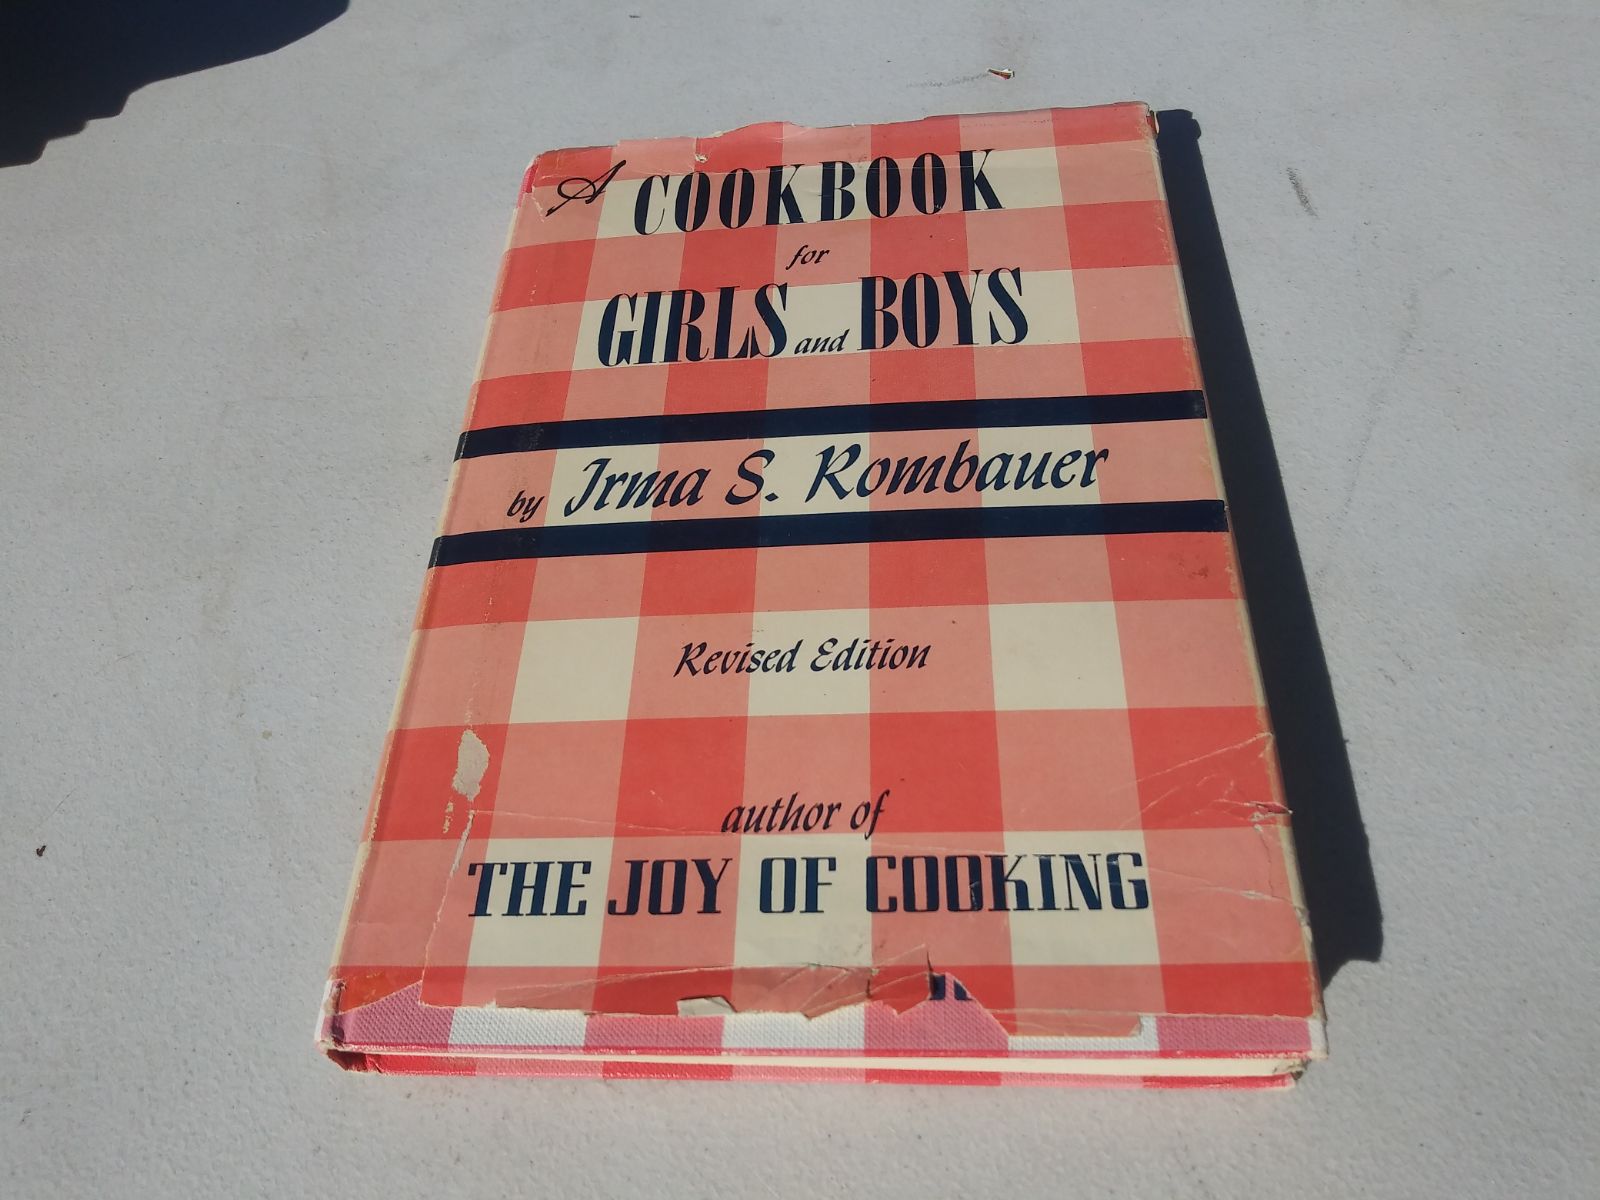 A COOKBOOK
for
GIRLS and BOYS
by Irma S. Rombauer
Revised Edition
author of
THE JOY OF COOKING